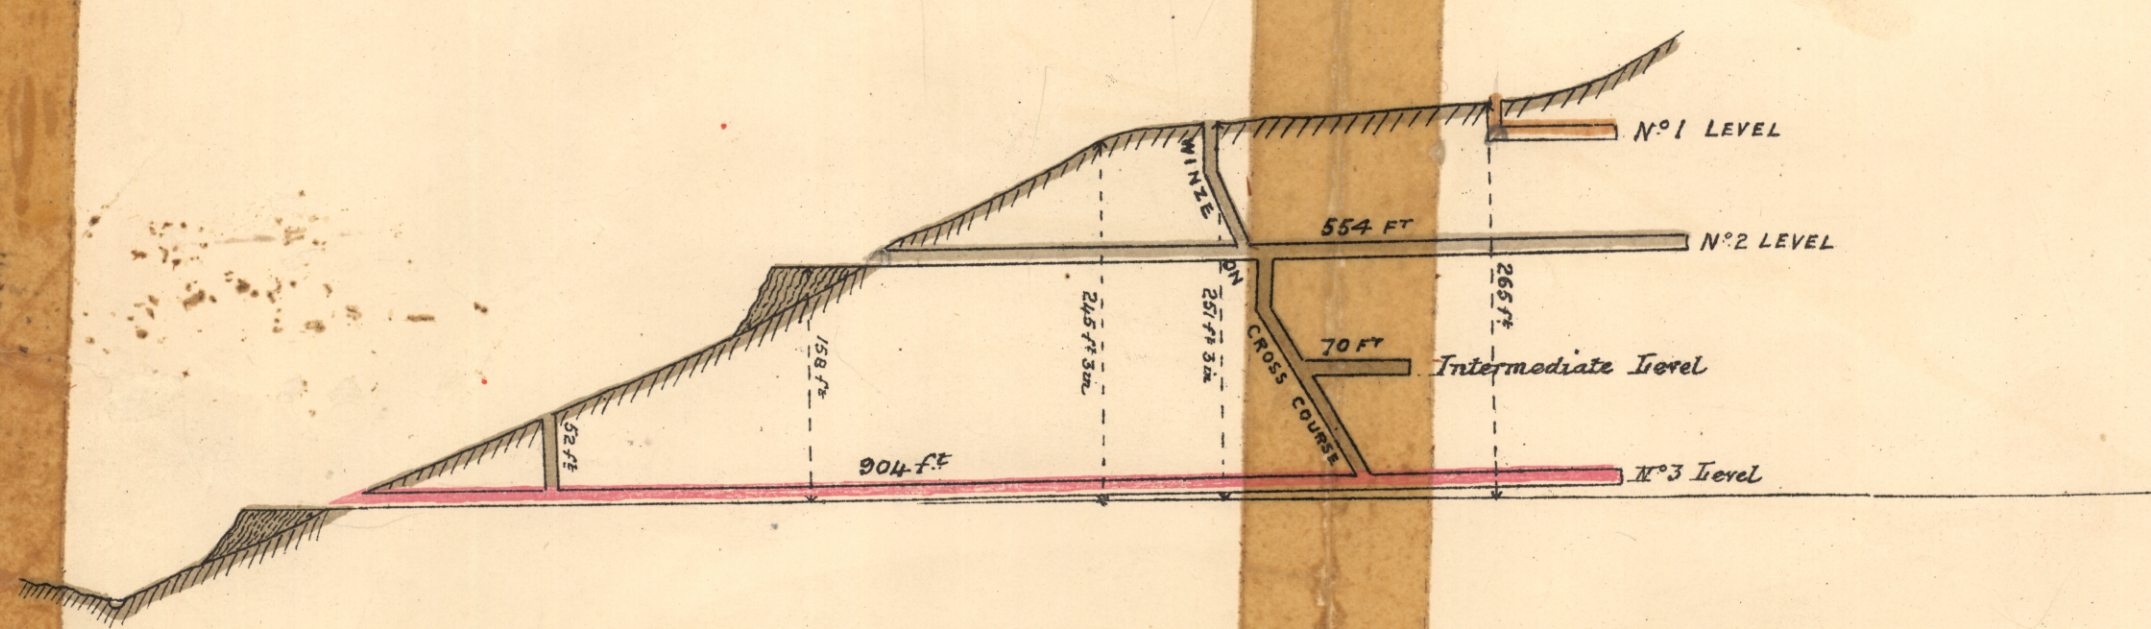 Nº1 LEVEL
WINZE
554 FT
Nº2 LEVEL
ON
245 ft 3 in
251 ft 3 in
265 ft
158 ft
CROSS COURSE
70 FT
Intermediate Level
52 ft
904 ft
Nº3 Level